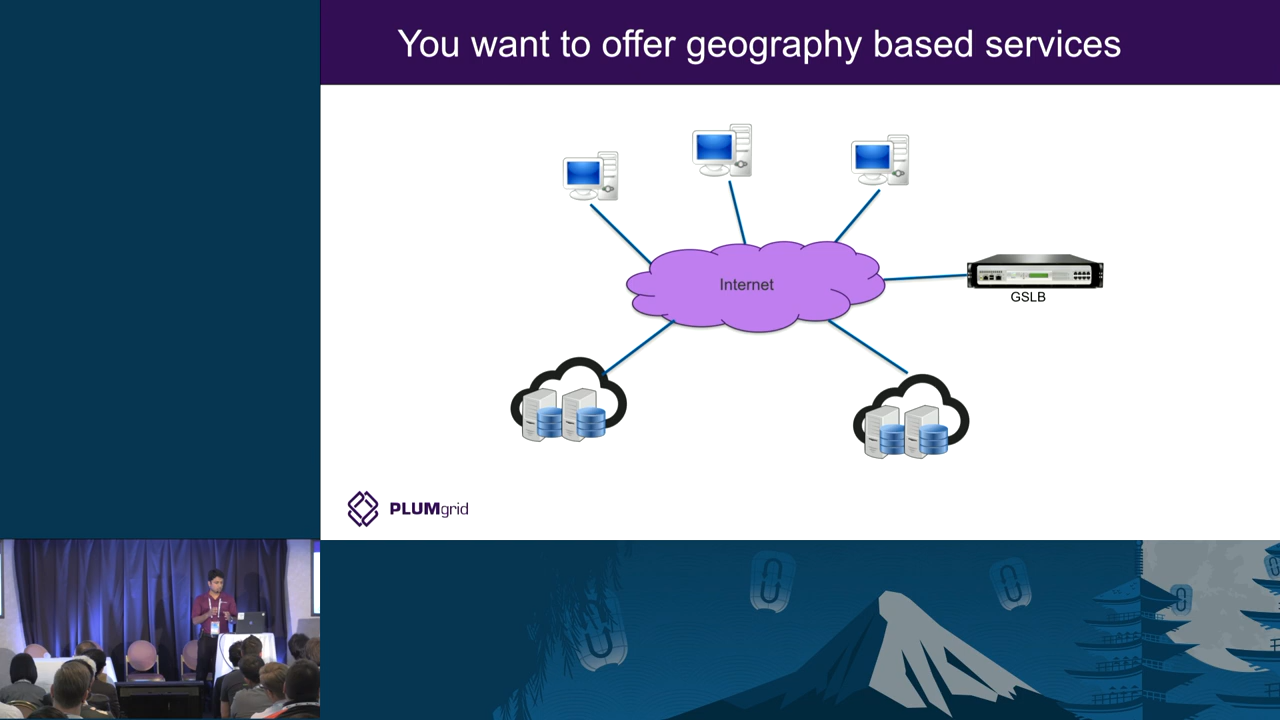 You want to offer geography based services
Internet
GSLB
PLUMgrid